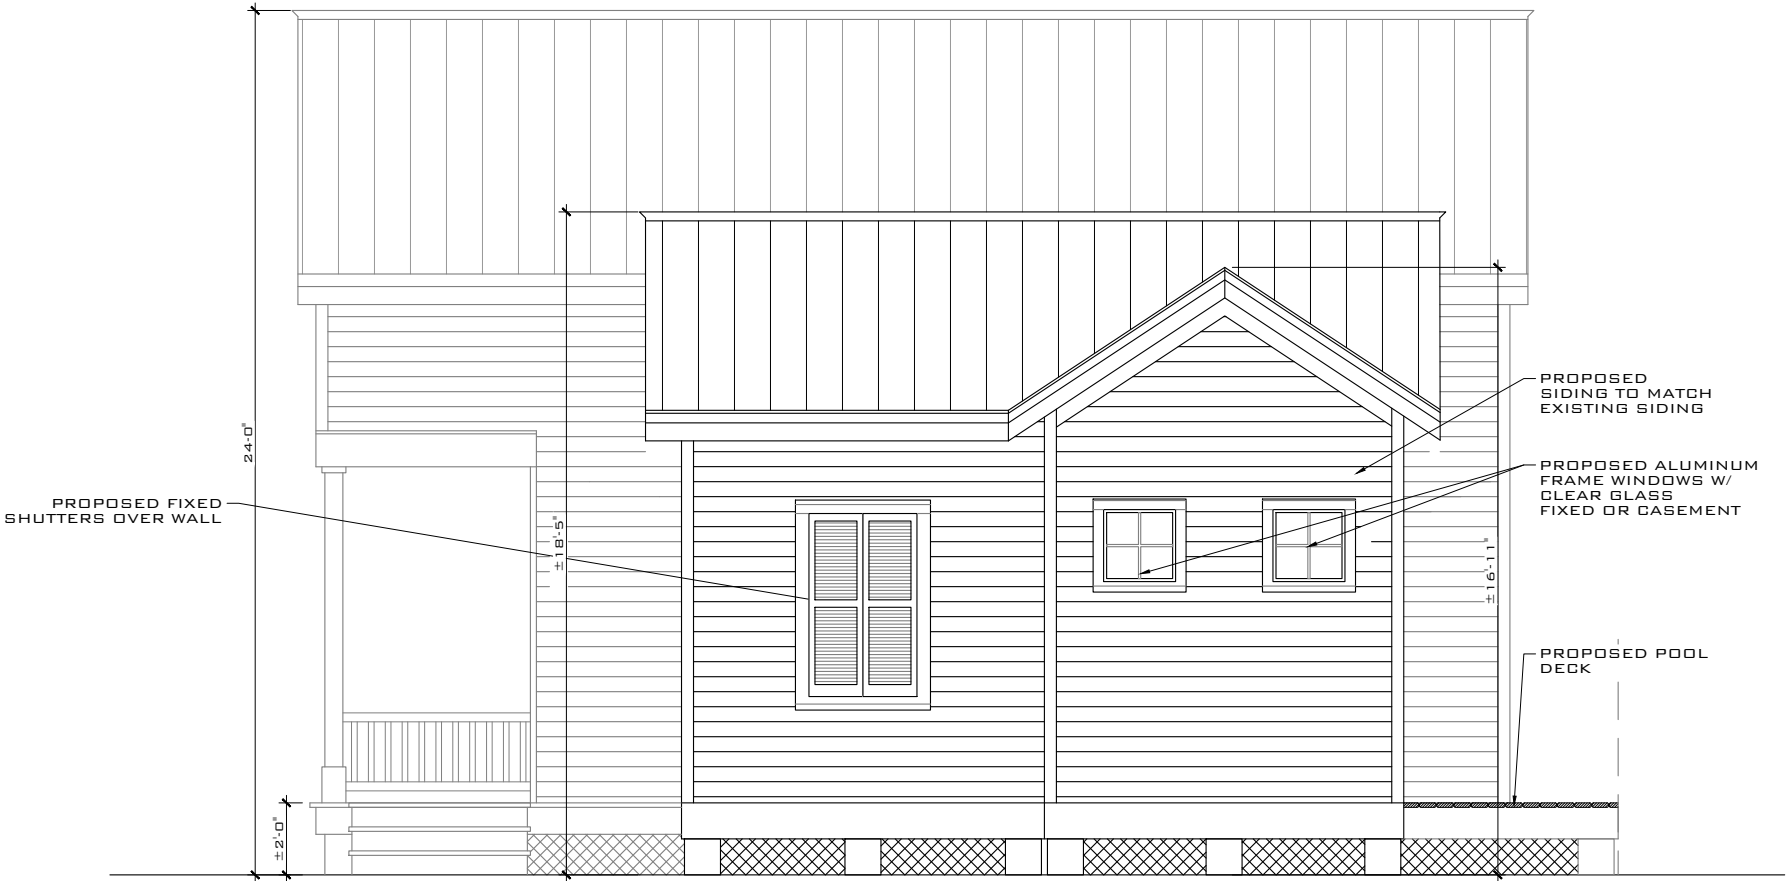 24-0"
PROPOSED FIXED
SHUTTERS OVER WALL
±18'-5"
±2'-0"
PROPOSED
SIDING TO MATCH
EXISTING SIDING
PROPOSED ALUMINUM
FRAME WINDOWS W/
CLEAR GLASS
FIXED OR CASEMENT
±16'-11"
PROPOSED POOL
DECK